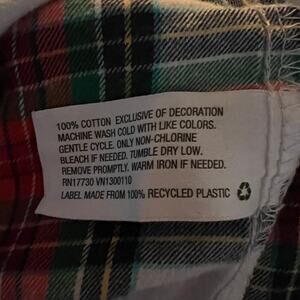 100% COTTON EXCLUSIVE OF DECORATION
MACHINE WASH COLD WITH LIKE COLORS.
GENTLE CYCLE. ONLY NON-CHLORINE
BLEACH IF NEEDED. TUMBLE DRY LOW.
REMOVE PROMPTLY. WARM IRON IF NEEDED.
RN17730 VN1300110
LABEL MADE FROM 100% RECYCLED PLASTIC